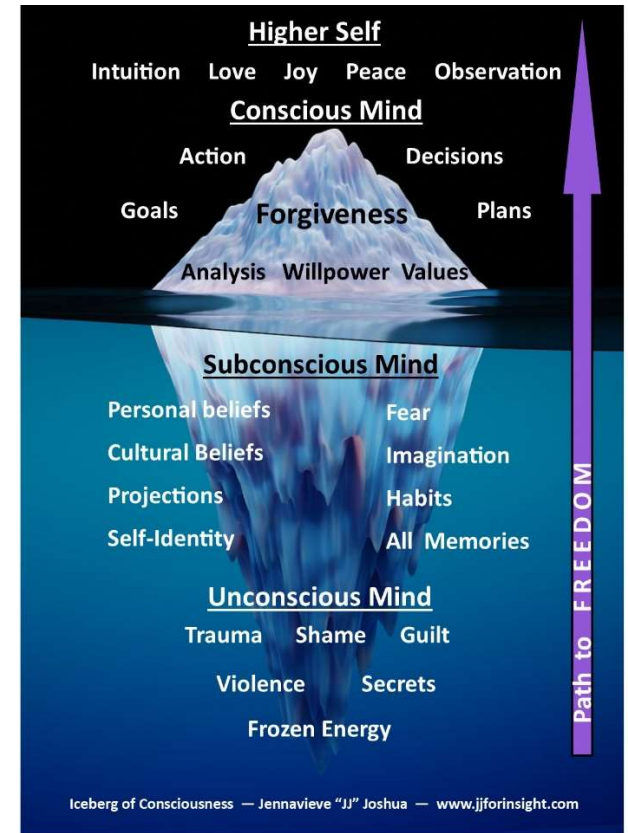 Higher Self
Intuition Love Joy Peace Observation
Conscious Mind
Action Decisions
Goals Forgiveness Plans
Analysis Willpower Values
Subconscious Mind
Personal beliefs Fear
Cultural Beliefs Imagination
Projections Habits
Self-Identity All Memories
Unconscious Mind
Trauma Shame Guilt
Violence Secrets
Frozen Energy
Path to FREEDOM
Iceberg of Consciousness — Jennavieve “JJ” Joshua — www.jjforinsight.com